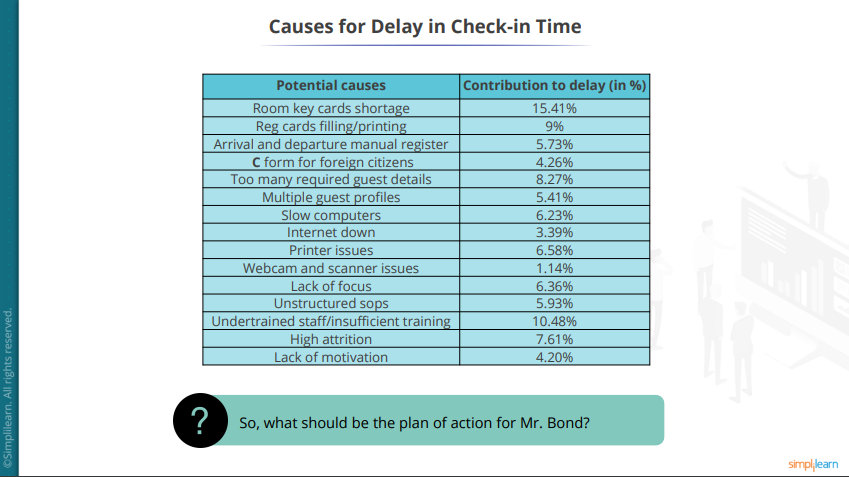 Causes for Delay in Check-in Time
Potential causes Contribution to delay (in %)
Room key cards shortage 15.41%
Reg cards filling/printing 9%
Arrival and departure manual register 5.73%
C form for foreign citizens 4.26%
Too many required guest details 8.27%
Multiple guest profiles 5.41%
Slow computers 6.23%
Internet down 3.39%
Printer issues 6.58%
Webcam and scanner issues 1.14%
Lack of focus 6.36%
Unstructured sops 5.93%
Undertrained staff/insufficient training 10.48%
High attrition 7.61%
Lack of motivation 4.20%
? So, what should be the plan of action for Mr. Bond?
©Simplilearn. All rights reserved.
simplilearn